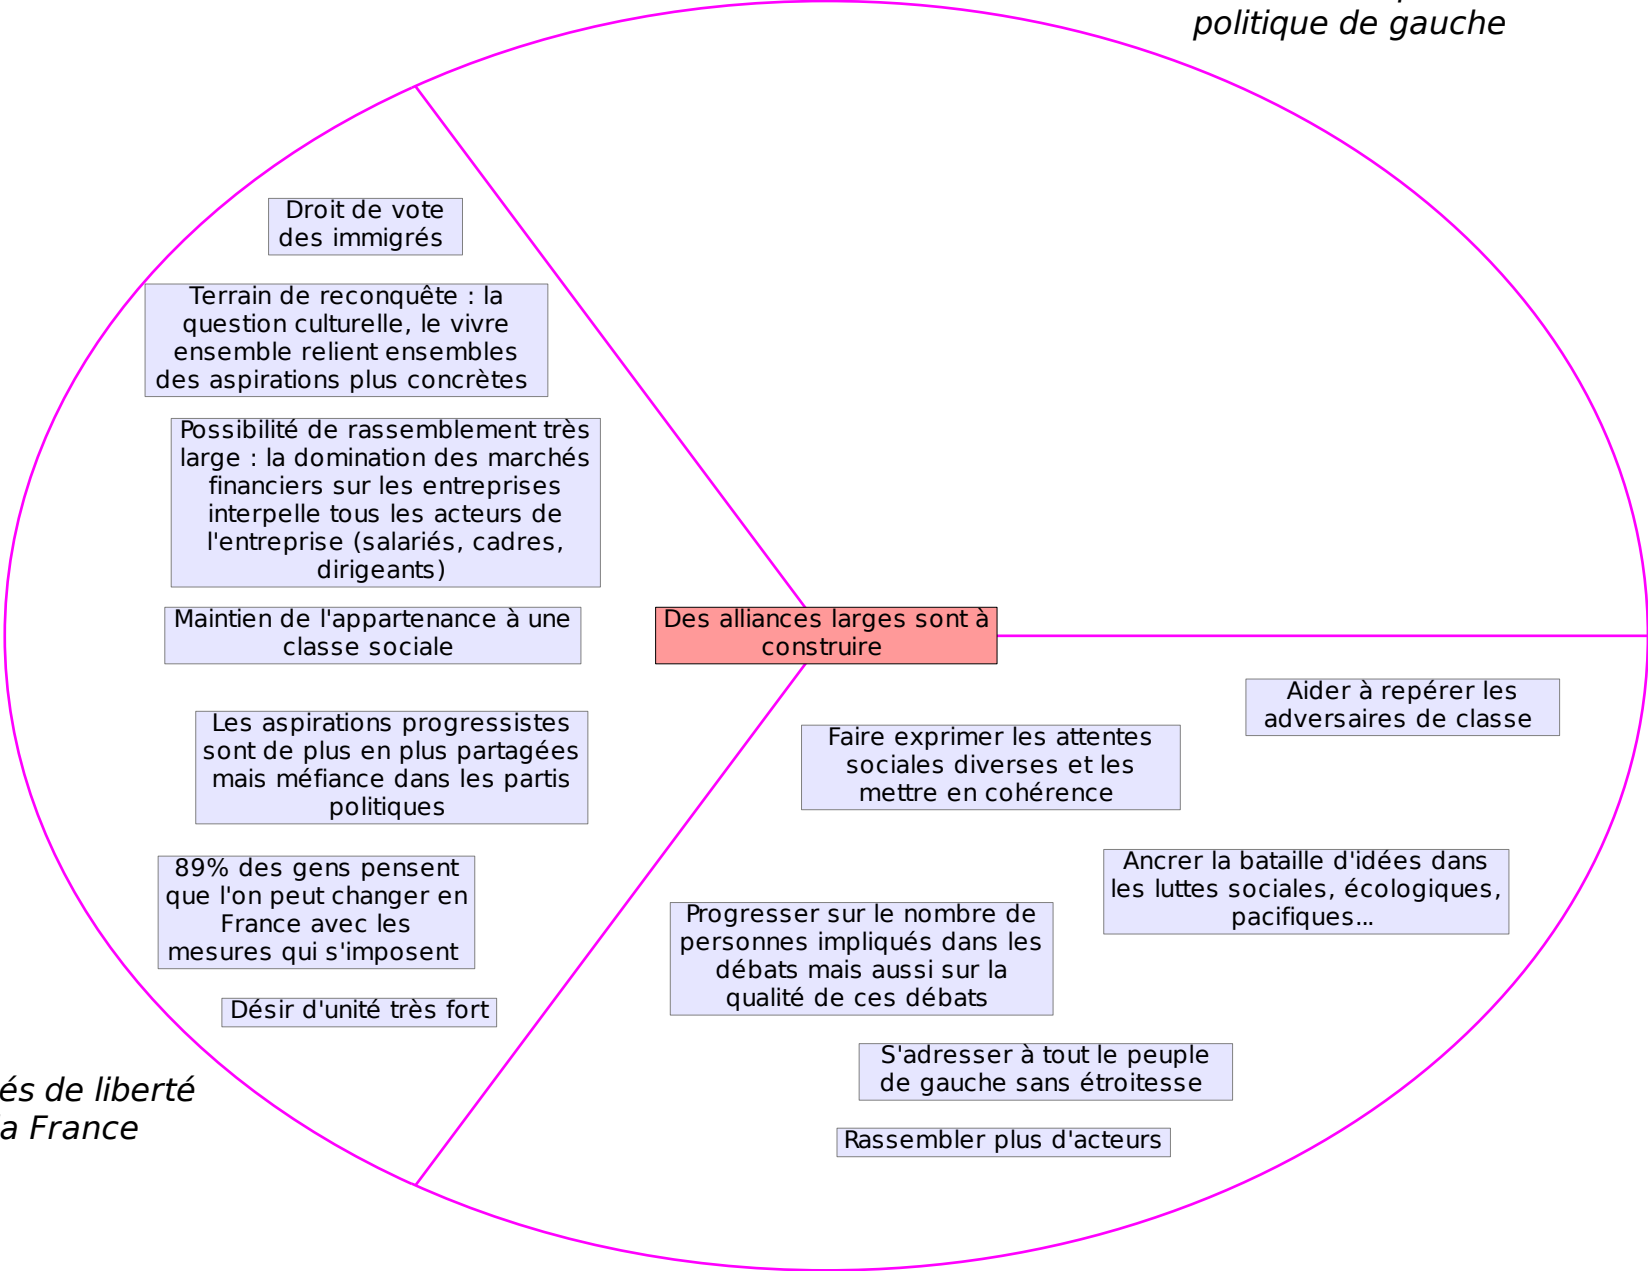 politique de gauche
Droit de vote
des immigrés
Terrain de reconquête : la
question culturelle, le vivre
ensemble relient ensembles
des aspirations plus concrètes
Possibilité de rassemblement très
large : la domination des marchés
financiers sur les entreprises
interpelle tous les acteurs de
l'entreprise (salariés, cadres,
dirigeants)
Maintien de l'appartenance à une
classe sociale
Les aspirations progressistes
sont de plus en plus partagées
mais méfiance dans les partis
politiques
89% des gens pensent
que l'on peut changer en
France avec les
mesures qui s'imposent
Désir d'unité très fort
és de liberté
a France
Des alliances larges sont à
construire
Aider à repérer les
adversaires de classe
Faire exprimer les attentes
sociales diverses et les
mettre en cohérence
Ancrer la bataille d'idées dans
les luttes sociales, écologiques,
pacifiques...
Progresser sur le nombre de
personnes impliqués dans les
débats mais aussi sur la
qualité de ces débats
S'adresser à tout le peuple
de gauche sans étroitesse
Rassembler plus d'acteurs